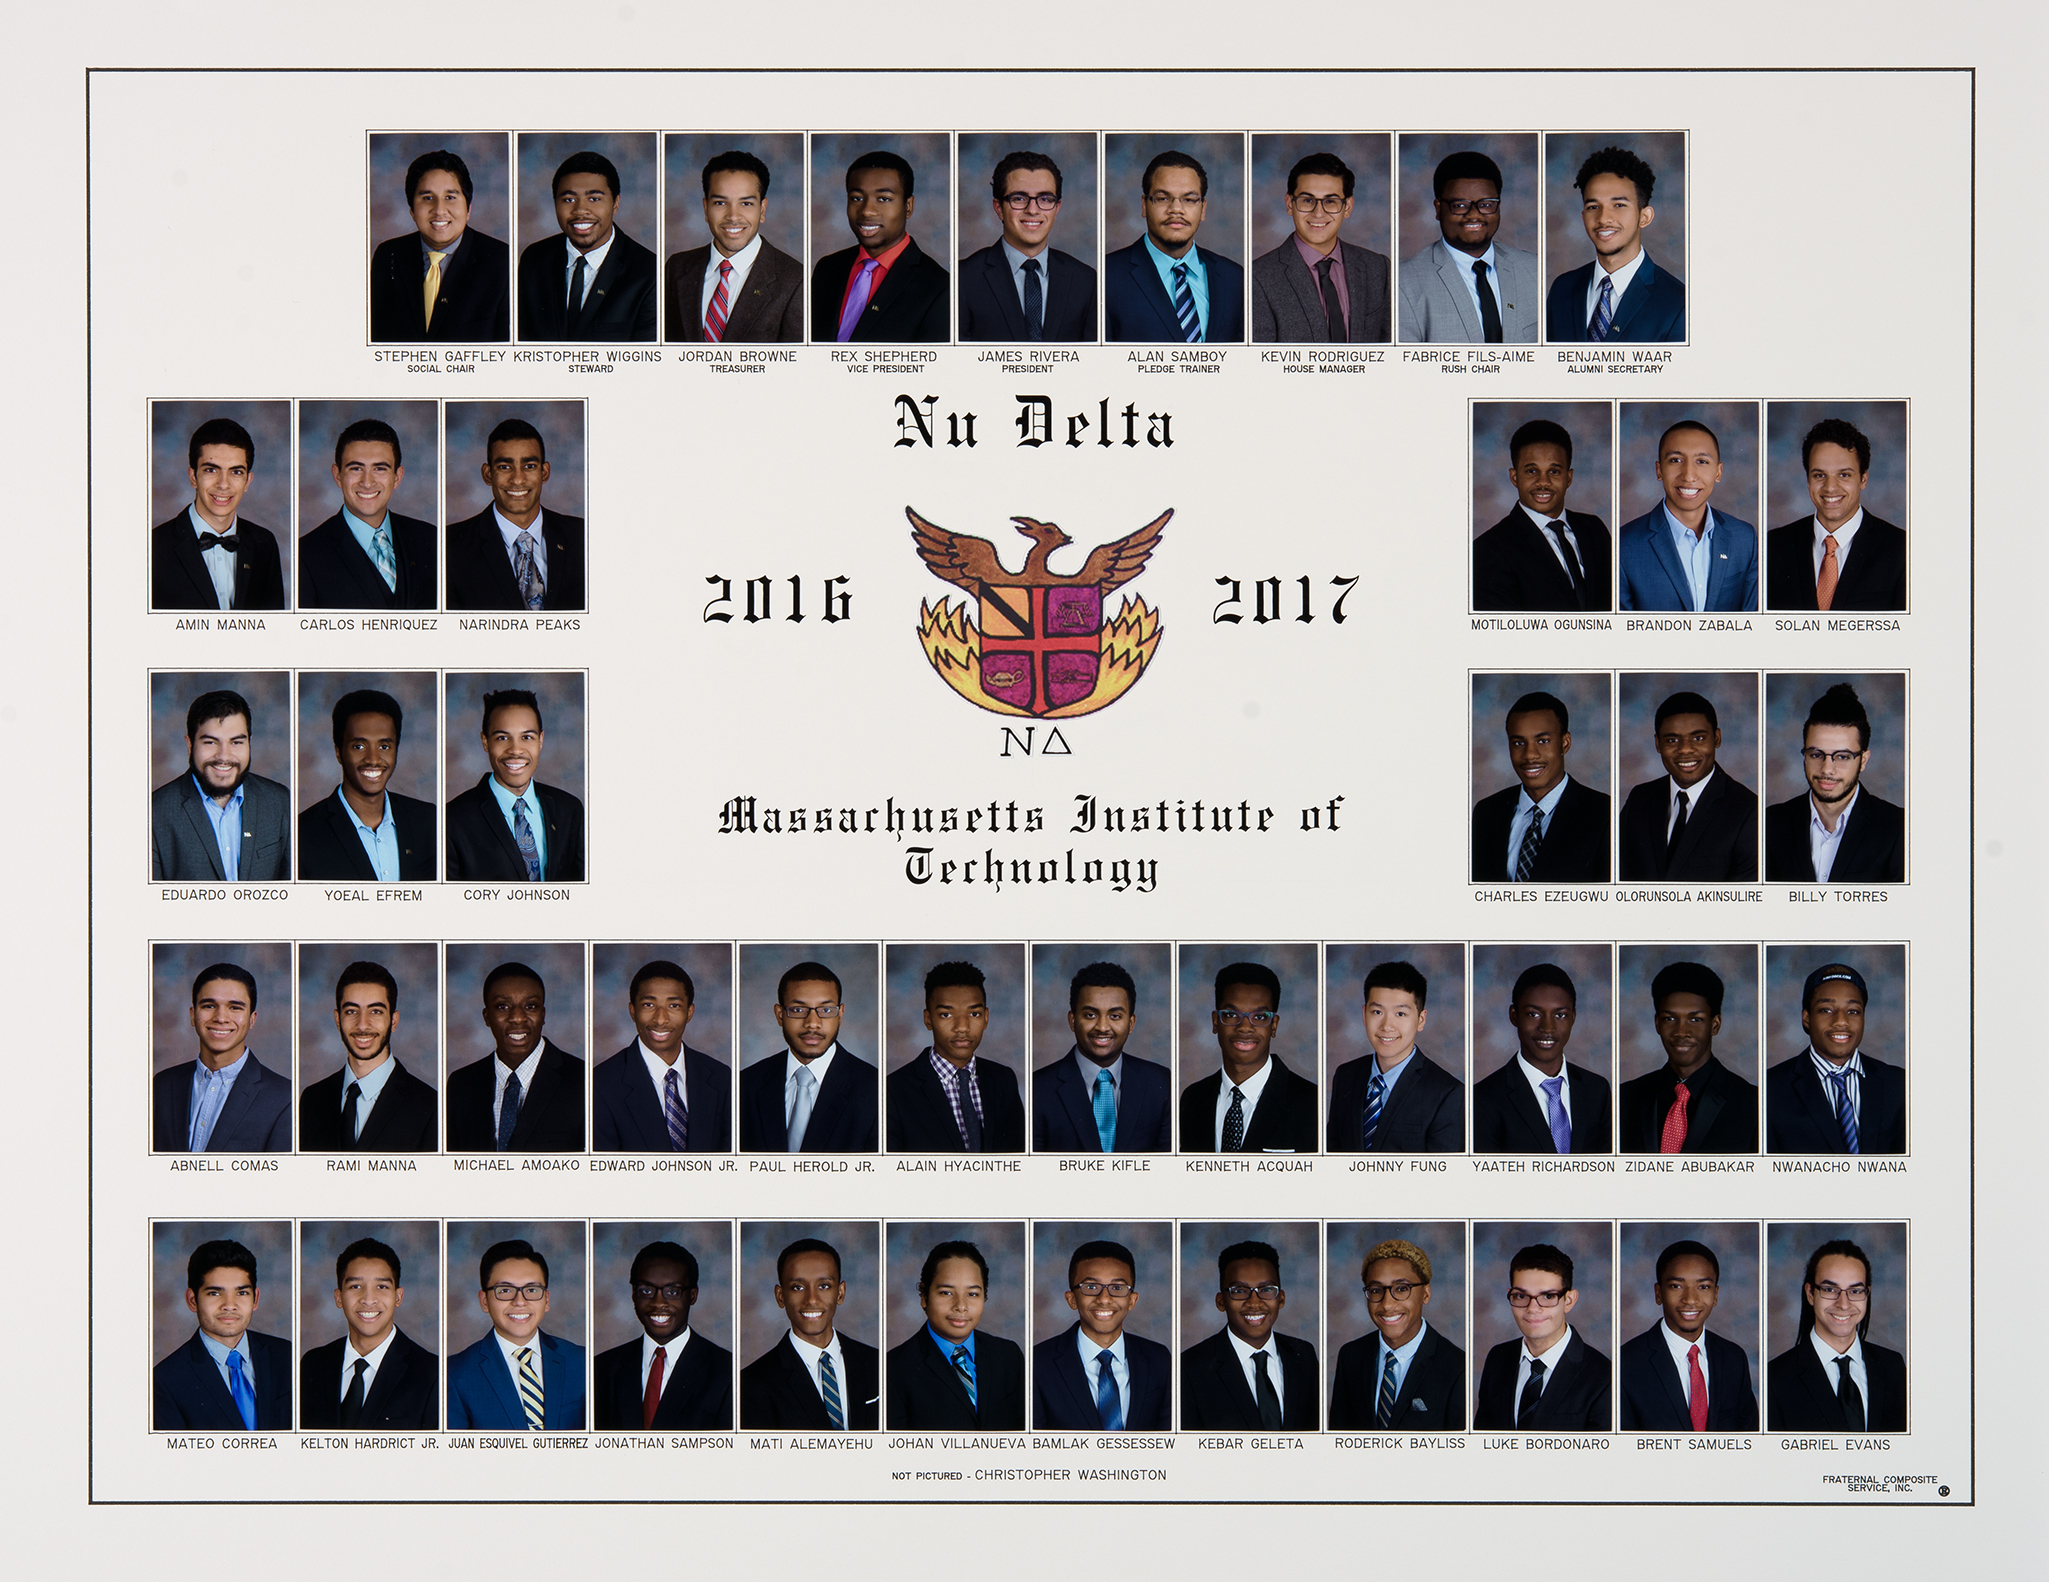 STEPHEN GAFFLEY KRISTOPHER WIGGINS JORDAN BROWNE REX SHEPHERD JAMES RIVERA ALAN SAMBOY KEVIN RODRIGUEZ FABRICE FILS-AIME BENJAMIN WAAR
SOCIAL CHAIR STEWARD TREASURER VICE PRESIDENT PRESIDENT PLEDGE TRAINER HOUSE MANAGER RUSH CHAIR ALUMNI SECRETARY
Nu Delta
2016 2017
AMIN MANNA CARLOS HENRIQUEZ NARINDRA PEAKS MOTILOLUWA OGUNSINA BRANDON ZABALA SOLAN MEGERSSA
ΝΔ
Massachusetts Institute of
Technology
EDUARDO OROZCO YOEAL EFREM CORY JOHNSON CHARLES EZEUGWU OLORUNSOLA AKINSULIRE BILLY TORRES
ABNELL COMAS RAMI MANNA MICHAEL AMOAKO EDWARD JOHNSON JR. PAUL HEROLD JR. ALAIN HYACINTHE BRUKE KIFLE KENNETH ACQUAH JOHNNY FUNG YAATEH RICHARDSON ZIDANE ABUBAKAR NWANACHO NWANA
MATEO CORREA KELTON HARDRICT JR. JUAN ESQUIVEL GUTIERREZ JONATHAN SAMPSON MATI ALEMAYEHU JOHAN VILLANUEVA BAMLAK GESSESSEW KEBAR GELETA RODERICK BAYLISS LUKE BORDONARO BRENT SAMUELS GABRIEL EVANS
NOT PICTURED - CHRISTOPHER WASHINGTON
FRATERNAL COMPOSITE
SERVICE, INC.